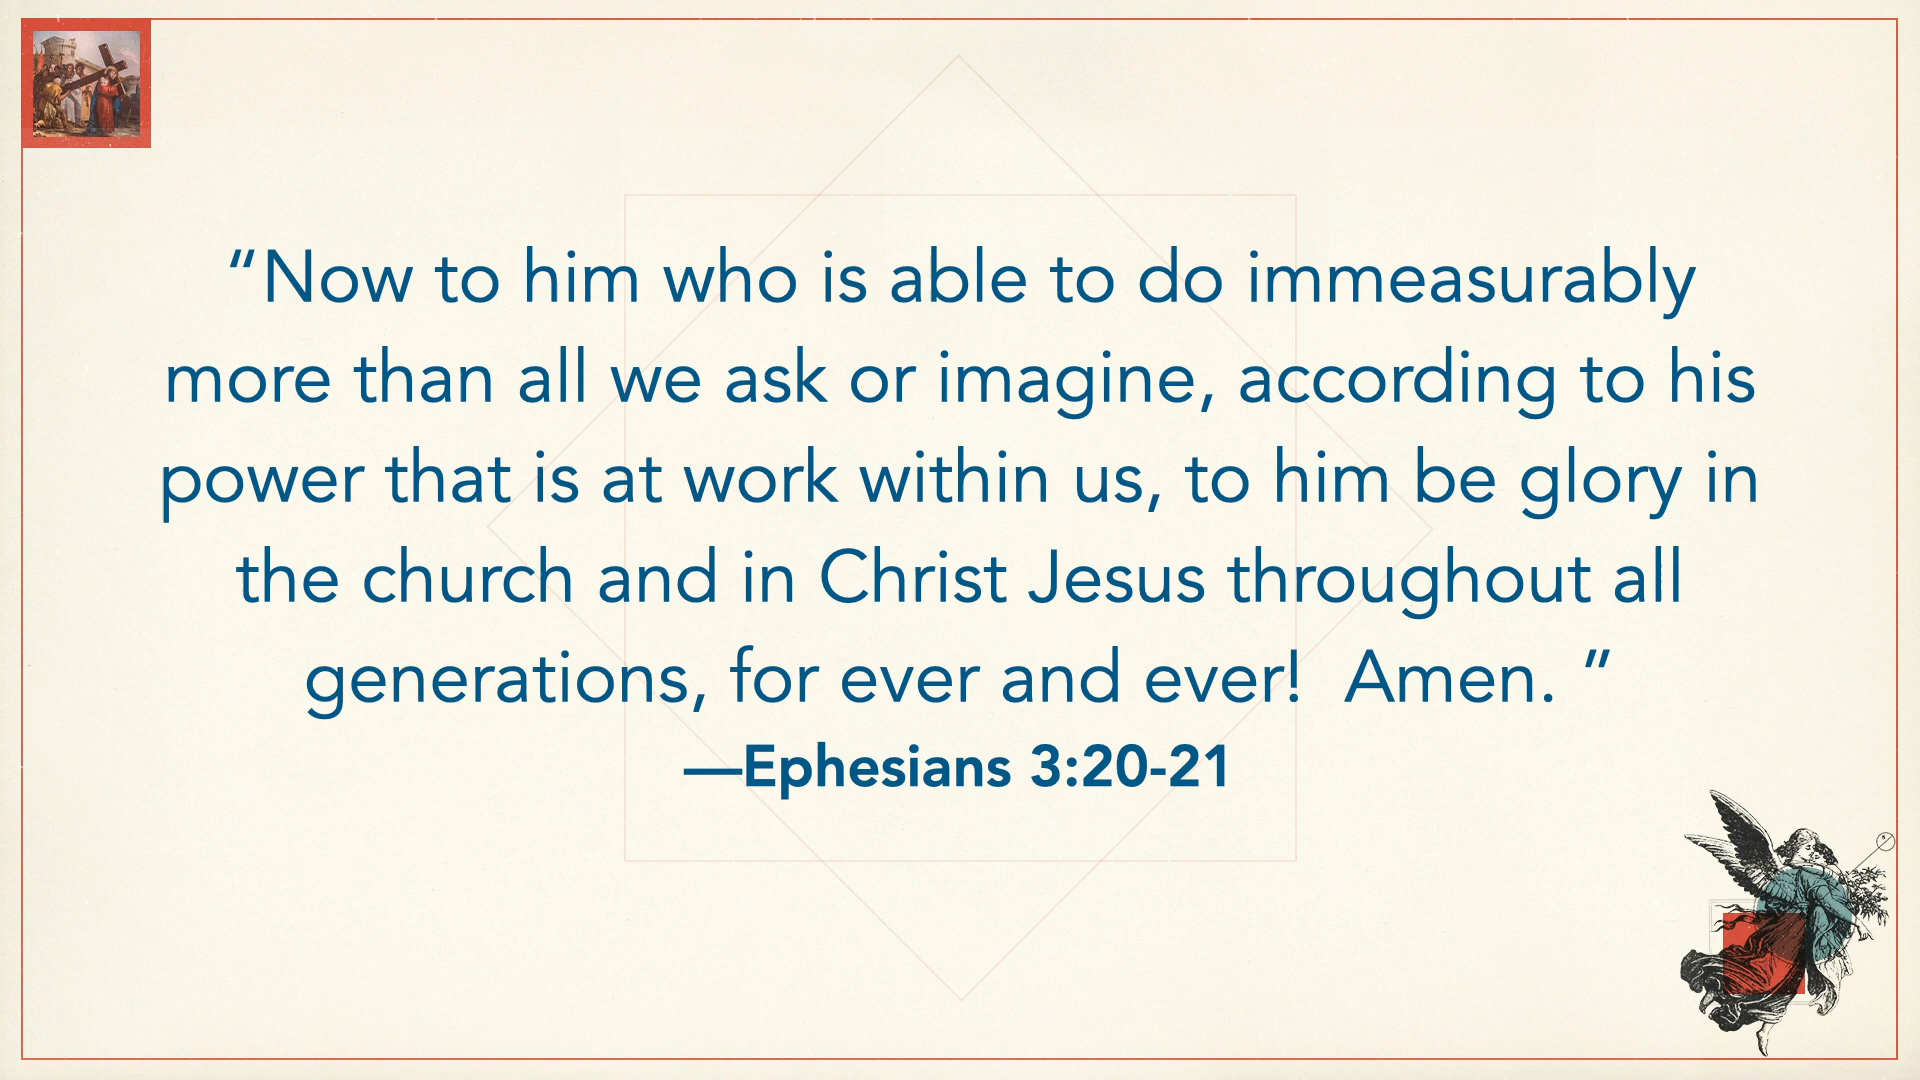 “Now to him who is able to do immeasurably
more than all we ask or imagine, according to his
power that is at work within us, to him be glory in
the church and in Christ Jesus throughout all
generations, for ever and ever!  Amen. ”
—Ephesians 3:20-21